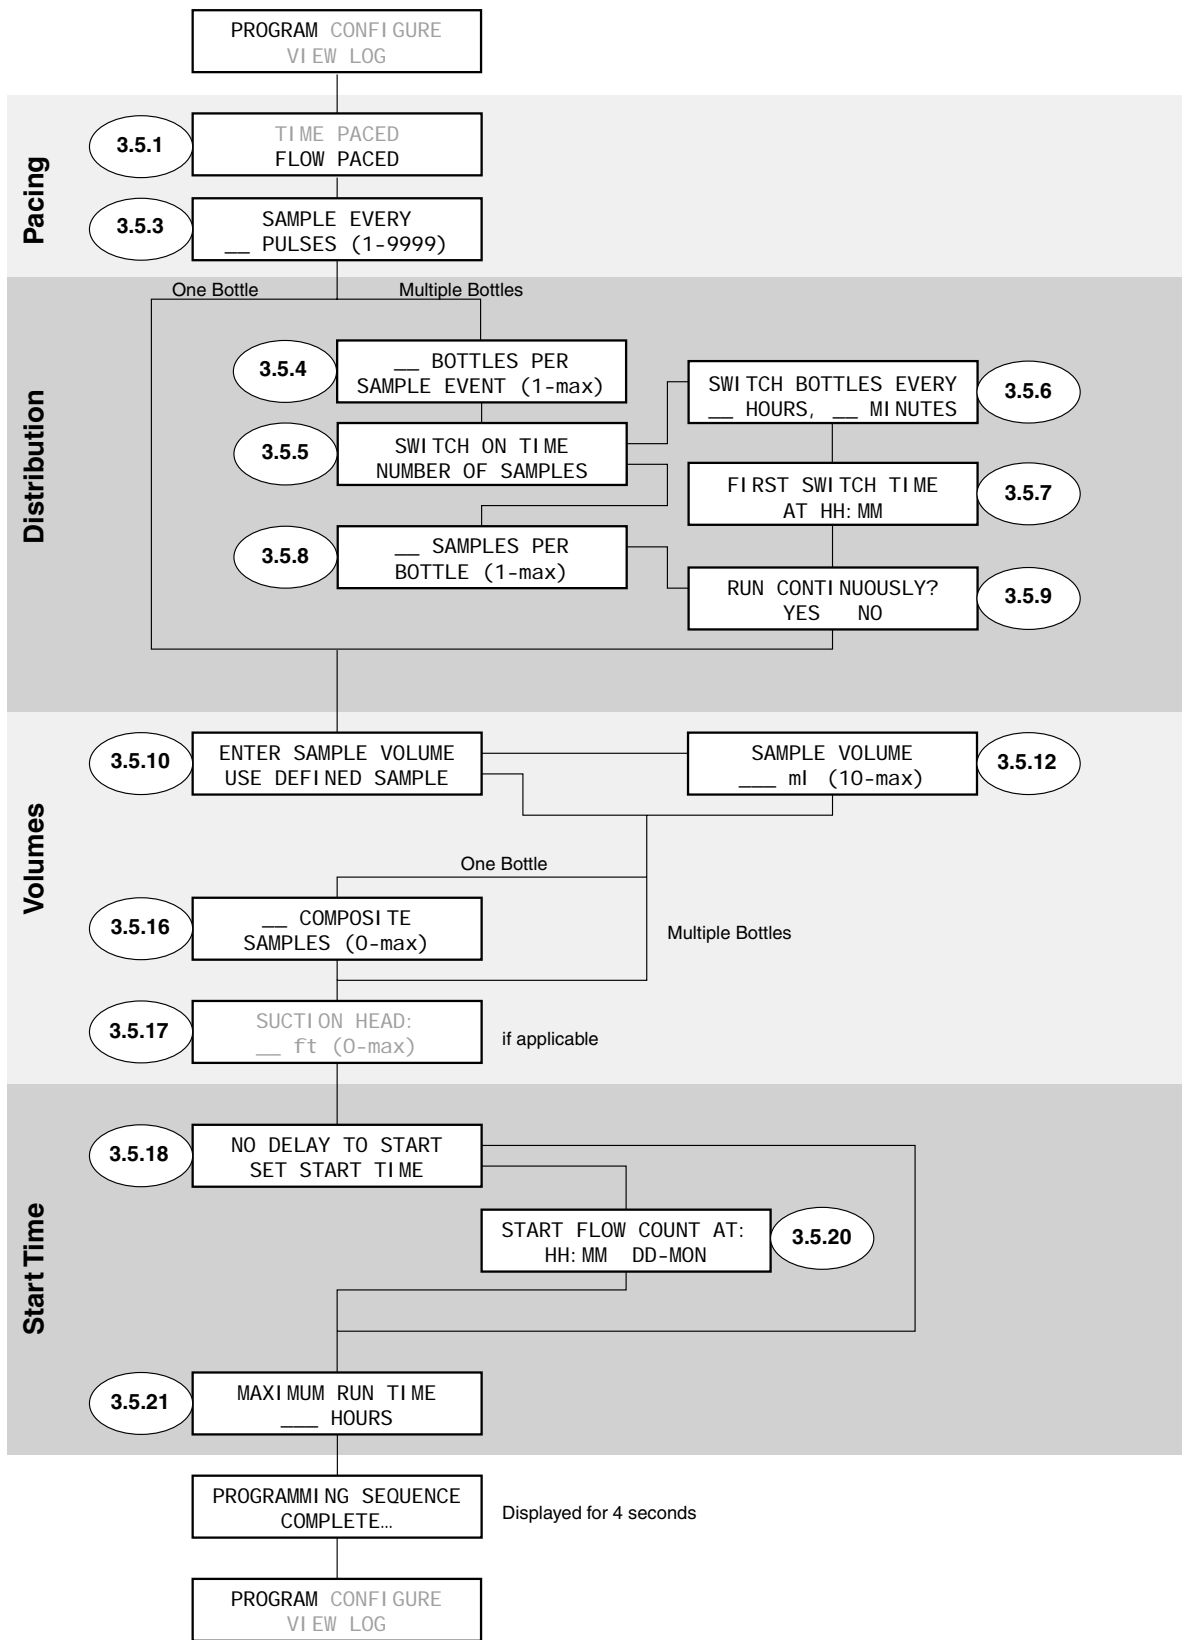 PROGRAM CONFIGURE
VIEW LOG
Pacing
3.5.1
TIME PACED
FLOW PACED
3.5.3
SAMPLE EVERY
__ PULSES (1-9999)
Distribution
One Bottle
Multiple Bottles
3.5.4
__ BOTTLES PER
SAMPLE EVENT (1-max)
3.5.5
SWITCH ON TIME
NUMBER OF SAMPLES
SWITCH BOTTLES EVERY
__ HOURS, __ MINUTES
3.5.6
FIRST SWITCH TIME
AT HH:MM
3.5.7
3.5.8
__ SAMPLES PER
BOTTLE (1-max)
RUN CONTINUOUSLY?
YES NO
3.5.9
Volumes
3.5.10
ENTER SAMPLE VOLUME
USE DEFINED SAMPLE
SAMPLE VOLUME
___ ml (10-max)
3.5.12
One Bottle
3.5.16
__ COMPOSITE
SAMPLES (0-max)
Multiple Bottles
3.5.17
SUCTION HEAD:
__ ft (0-max)
if applicable
Start Time
3.5.18
NO DELAY TO START
SET START TIME
START FLOW COUNT AT:
HH:MM DD-MON
3.5.20
3.5.21
MAXIMUM RUN TIME
___ HOURS
PROGRAMMING SEQUENCE
COMPLETE…
Displayed for 4 seconds
PROGRAM CONFIGURE
VIEW LOG